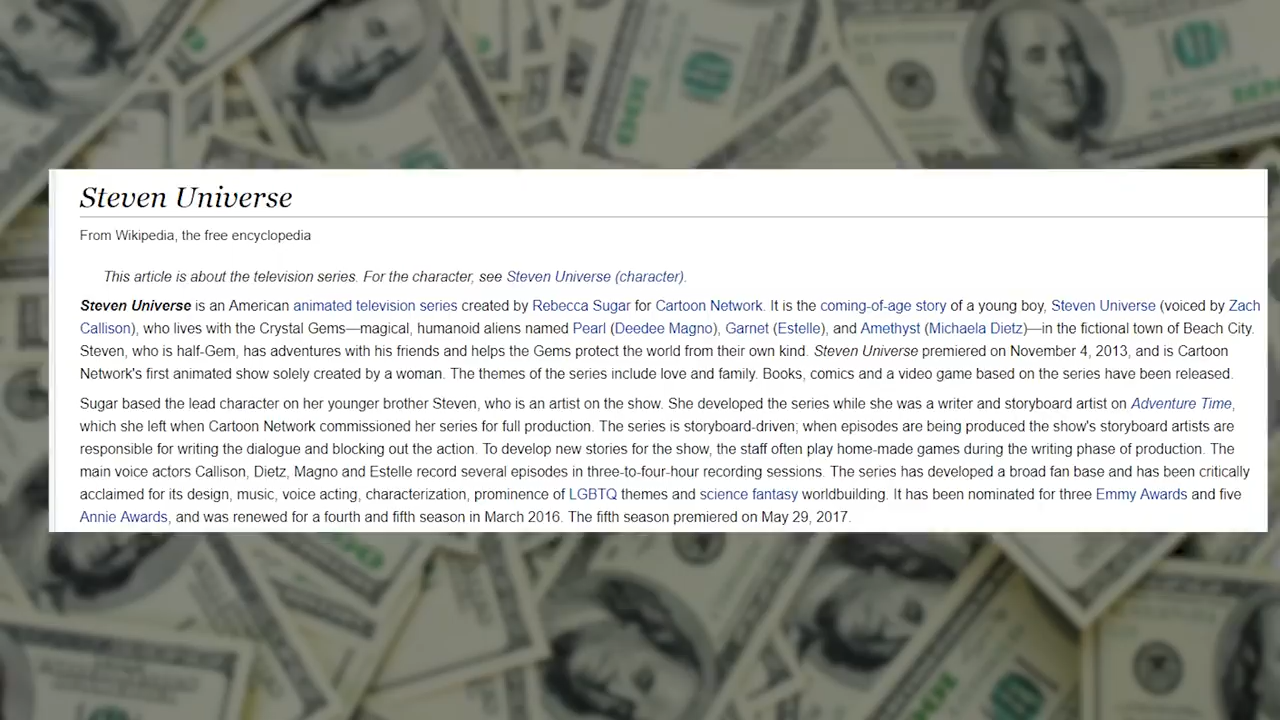 Steven Universe
From Wikipedia, the free encyclopedia
This article is about the television series. For the character, see Steven Universe (character).
Steven Universe is an American animated television series created by Rebecca Sugar for Cartoon Network. It is the coming-of-age story of a young boy, Steven Universe (voiced by Zach
Callison), who lives with the Crystal Gems—magical, humanoid aliens named Pearl (Deedee Magno), Garnet (Estelle), and Amethyst (Michaela Dietz)—in the fictional town of Beach City.
Steven, who is half-Gem, has adventures with his friends and helps the Gems protect the world from their own kind. Steven Universe premiered on November 4, 2013, and is Cartoon
Network's first animated show solely created by a woman. The themes of the series include love and family. Books, comics and a video game based on the series have been released.
Sugar based the lead character on her younger brother Steven, who is an artist on the show. She developed the series while she was a writer and storyboard artist on Adventure Time,
which she left when Cartoon Network commissioned her series for full production. The series is storyboard-driven; when episodes are being produced the show's storyboard artists are
responsible for writing the dialogue and blocking out the action. To develop new stories for the show, the staff often play home-made games during the writing phase of production. The
main voice actors Callison, Dietz, Magno and Estelle record several episodes in three-to-four-hour recording sessions. The series has developed a broad fan base and has been critically
acclaimed for its design, music, voice acting, characterization, prominence of LGBTQ themes and science fantasy worldbuilding. It has been nominated for three Emmy Awards and five
Annie Awards, and was renewed for a fourth and fifth season in March 2016. The fifth season premiered on May 29, 2017.